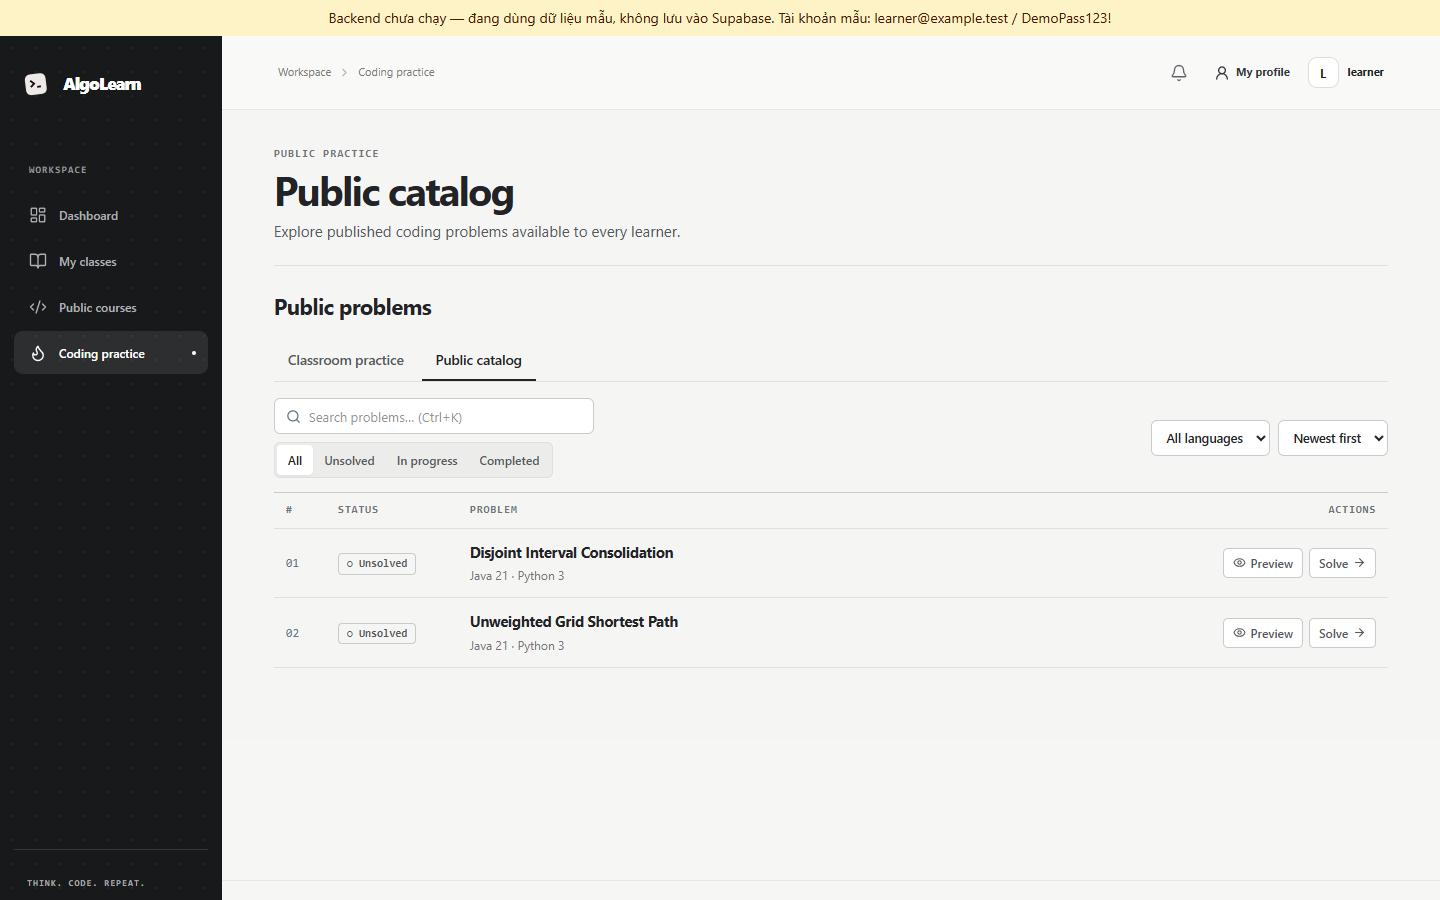 Backend chưa chạy — đang dùng dữ liệu mẫu, không lưu vào Supabase. Tài khoản mẫu: learner@example.test / DemoPass123!
AlgoLearn
Workspace
Coding practice
My profile
L
learner
WORKSPACE
Dashboard
My classes
Public courses
Coding practice
THINK. CODE. REPEAT.
PUBLIC PRACTICE
Public catalog
Explore published coding problems available to every learner.
Public problems
Classroom practice
Public catalog
Search problems... (Ctrl+K)
All
Unsolved
In progress
Completed
All languages
Newest first
#
STATUS
PROBLEM
ACTIONS
01
Unsolved
Disjoint Interval Consolidation
Java 21 · Python 3
Preview
Solve
02
Unsolved
Unweighted Grid Shortest Path
Java 21 · Python 3
Preview
Solve